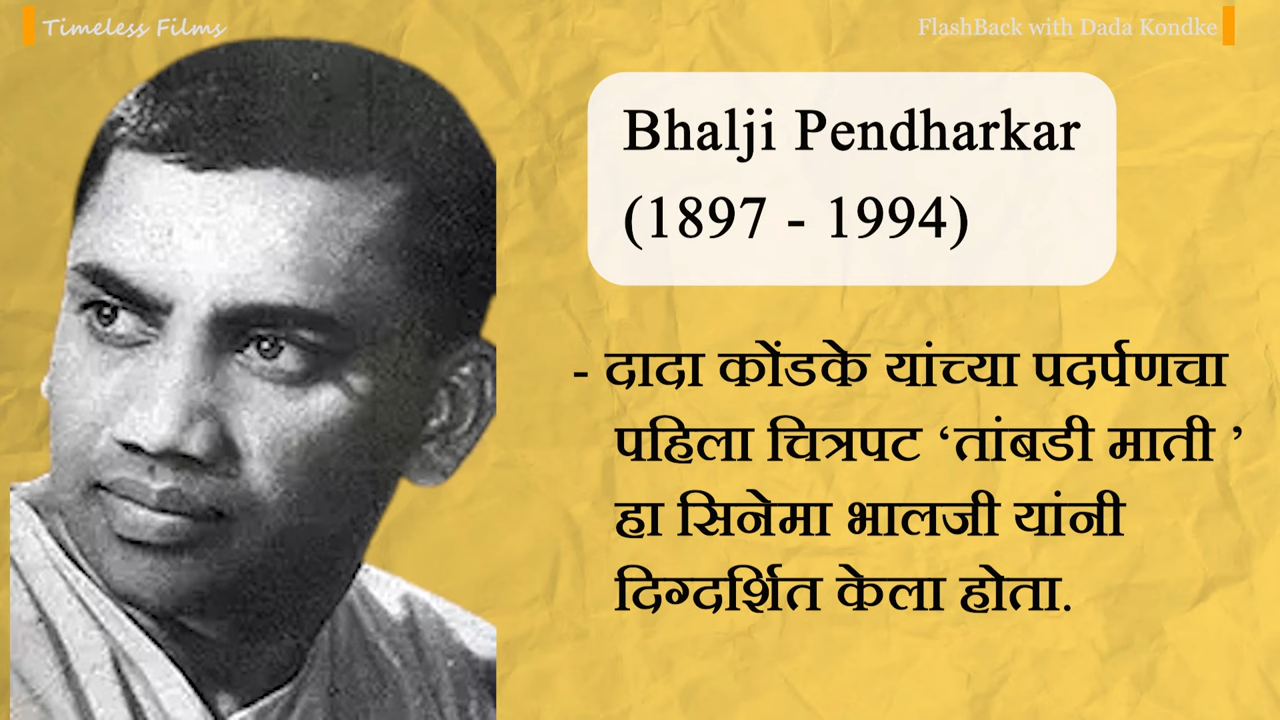 Timeless Films
FlashBack with Dada Kondke
Bhalji Pendharkar
(1897 - 1994)
- दादा कोंडके यांच्या पदर्पणचा
पहिला चित्रपट ‘तांबडी माती ’
हा सिनेमा भालजी यांनी
दिग्दर्शित केला होता.